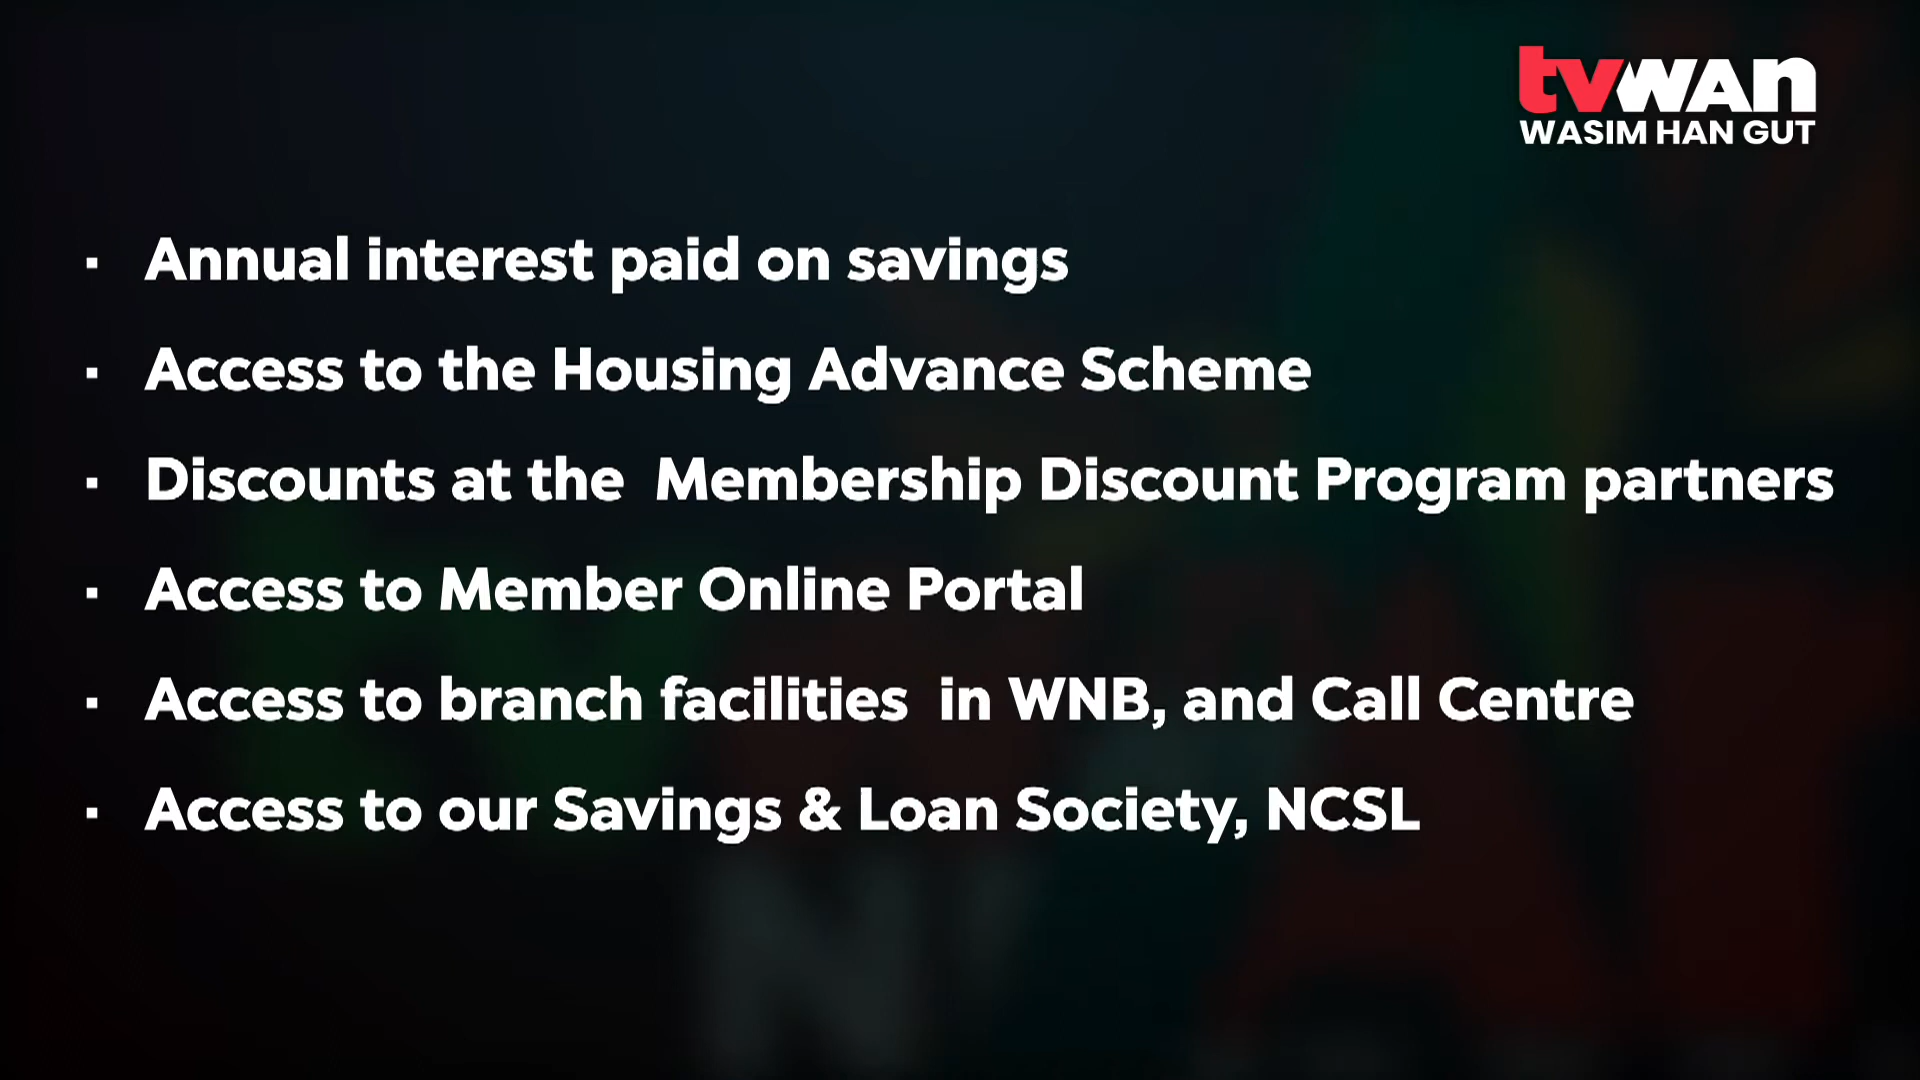 tvwan
WASIM HAN GUT
▪ Annual interest paid on savings
▪ Access to the Housing Advance Scheme
▪ Discounts at the  Membership Discount Program partners
▪ Access to Member Online Portal
▪ Access to branch facilities  in WNB, and Call Centre
▪ Access to our Savings & Loan Society, NCSL